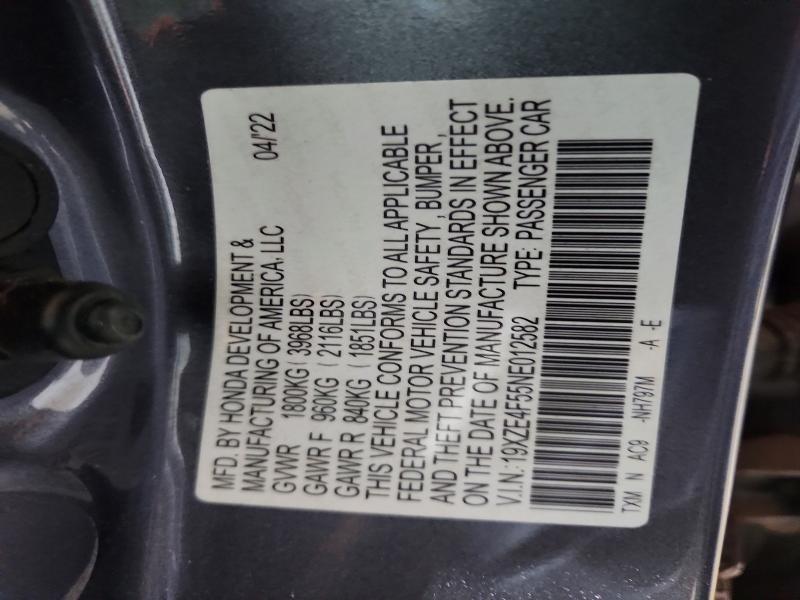 MFD. BY HONDA DEVELOPMENT &
MANUFACTURING OF AMERICA, LLC 04/'22
GVWR 1800KG ( 3968LBS)
GAWR F 960KG ( 2116LBS)
GAWR R 840KG ( 1851LBS)
THIS VEHICLE CONFORMS TO ALL APPLICABLE
FEDERAL MOTOR VEHICLE SAFETY , BUMPER ,
AND THEFT PREVENTION STANDARDS IN EFFECT
ON THE DATE OF MANUFACTURE SHOWN ABOVE.
V.I.N.: 19XZE4F55NE012582 TYPE: PASSENGER CAR
TXM N AC9 -NH797M -A -E